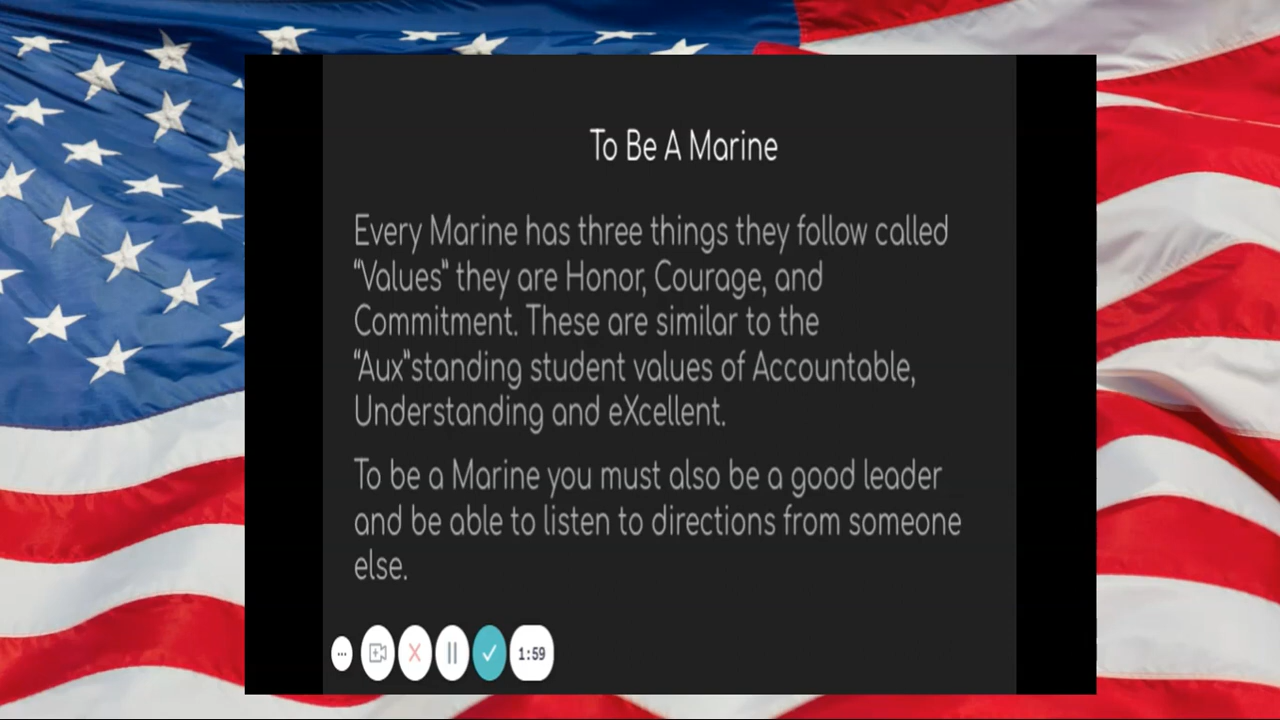 To Be A Marine
Every Marine has three things they follow called
“Values” they are Honor, Courage, and
Commitment. These are similar to the
“Aux”standing student values of Accountable,
Understanding and eXcellent.
To be a Marine you must also be a good leader
and be able to listen to directions from someone
else.
1:59